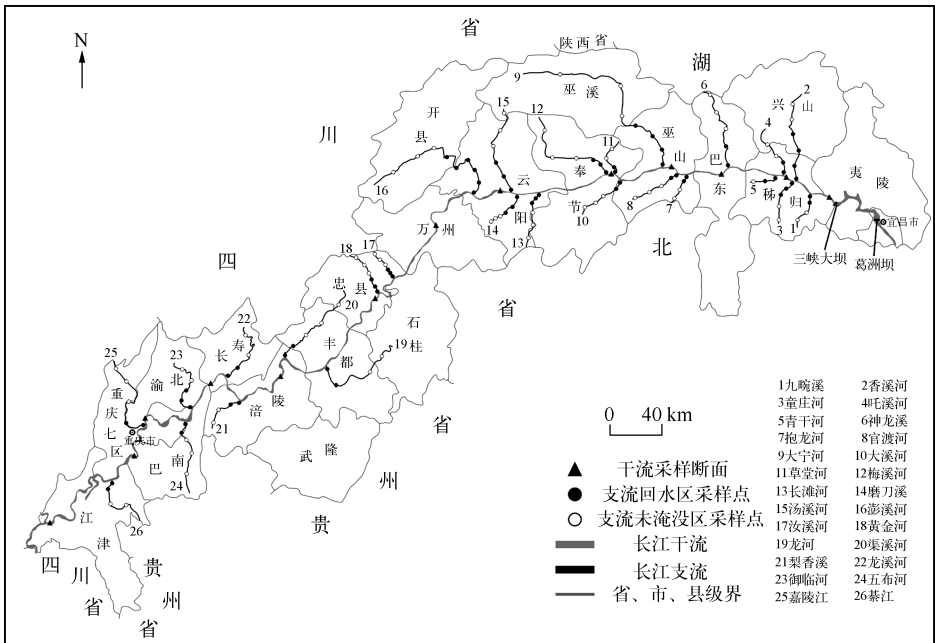 N
省
陕西省
湖
川
四
北
省
省
州
贵
四川省
贵州省
开县
巫溪
巫山
巴东
兴山
秭归
夷陵
宜昌市
三峡大坝
葛洲坝
云阳
奉节
万州
忠县
石柱
丰都
长寿
涪陵
武隆
渝北
重庆七区
重庆市
巴南
江津
1
2
3
4
5
6
7
8
9
10
11
12
13
14
15
16
17
18
19
20
21
22
23
24
25
26
0 40 km
干流采样断面
支流回水区采样点
支流未淹没区采样点
长江干流
长江支流
省、市、县级界
1九畹溪 2香溪河
3童庄河 4吒溪河
5青干河 6神龙溪
7抱龙河 8官渡河
9大宁河 10大溪河
11草堂河 12梅溪河
13长滩河 14磨刀溪
15汤溪河 16澎溪河
17汝溪河 18黄金河
19龙河 20渠溪河
21梨香溪 22龙溪河
23御临河 24五布河
25嘉陵江 26綦江